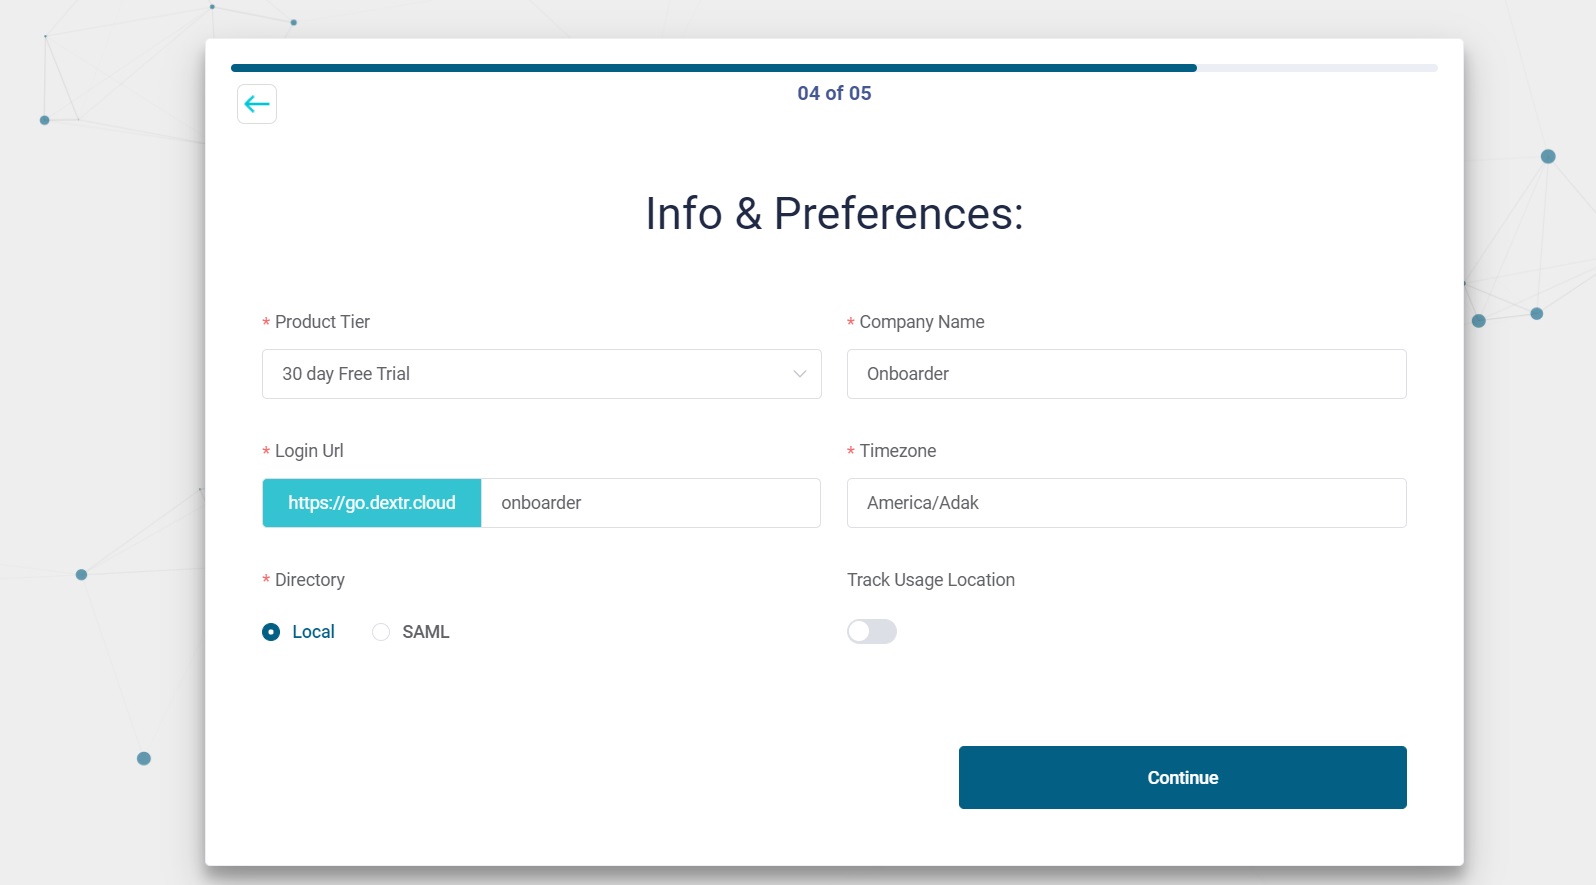 04 of 05
Info & Preferences:
* Product Tier
30 day Free Trial
* Company Name
Onboarder
* Login Url
https://go.dextr.cloud
onboarder
* Timezone
America/Adak
* Directory
Local
SAML
Track Usage Location
Continue